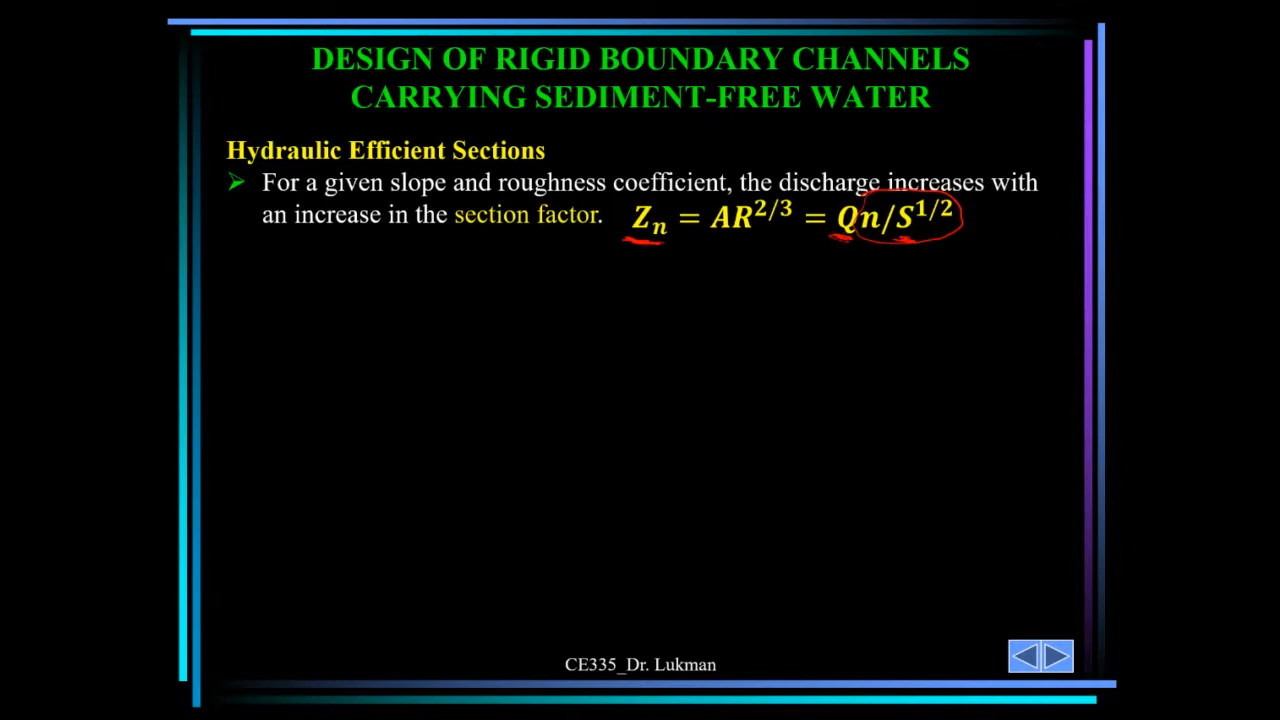 DESIGN OF RIGID BOUNDARY CHANNELS
CARRYING SEDIMENT-FREE WATER
Hydraulic Efficient Sections
For a given slope and roughness coefficient, the discharge increases with
an increase in the section factor. Zₙ = AR^{2/3} = Qn/S^{1/2}
CE335_Dr. Lukman